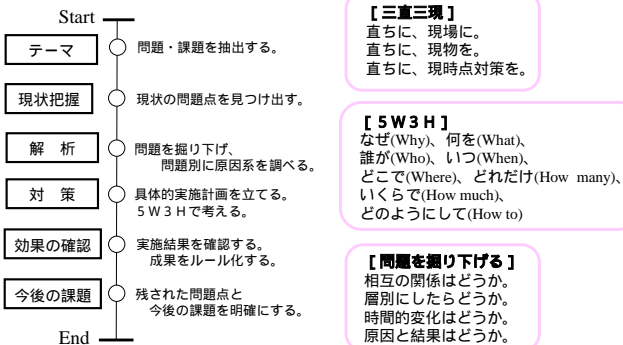 Start
テーマ
問題・課題を抽出する。
現状把握
現状の問題点を見つけ出す。
解 析
問題を掘り下げ、
問題別に原因系を調べる。
対 策
具体的実施計画を立てる。
5W3Hで考える。
効果の確認
実施結果を確認する。
成果をルール化する。
今後の課題
残された問題点と
今後の課題を明確にする。
End
[三直三現]
直ちに、現場に。
直ちに、現物を。
直ちに、現時点対策を。
[5W3H]
なぜ(Why)、何を(What)、
誰が(Who)、いつ(When)、
どこで(Where)、どれだけ(How many)、
いくらで(How much)、
どのようにして(How to)
[問題を掘り下げる]
相互の関係はどうか。
層別にしたらどうか。
時間的変化はどうか。
原因と結果はどうか。